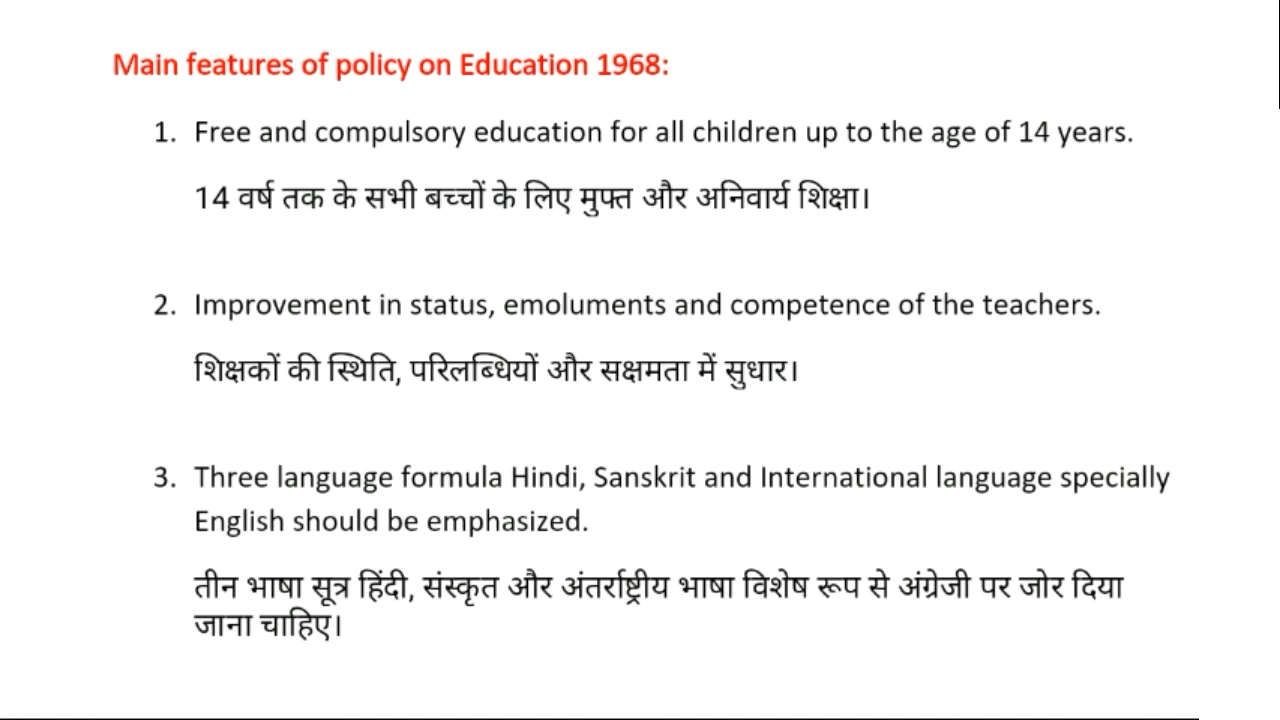 Main features of policy on Education 1968:
1. Free and compulsory education for all children up to the age of 14 years.
14 वर्ष तक के सभी बच्चों के लिए मुफ्त और अनिवार्य शिक्षा।
2. Improvement in status, emoluments and competence of the teachers.
शिक्षकों की स्थिति, परिलब्धियों और सक्षमता में सुधार।
3. Three language formula Hindi, Sanskrit and International language specially
English should be emphasized.
तीन भाषा सूत्र हिंदी, संस्कृत और अंतर्राष्ट्रीय भाषा विशेष रूप से अंग्रेजी पर जोर दिया
जाना चाहिए।